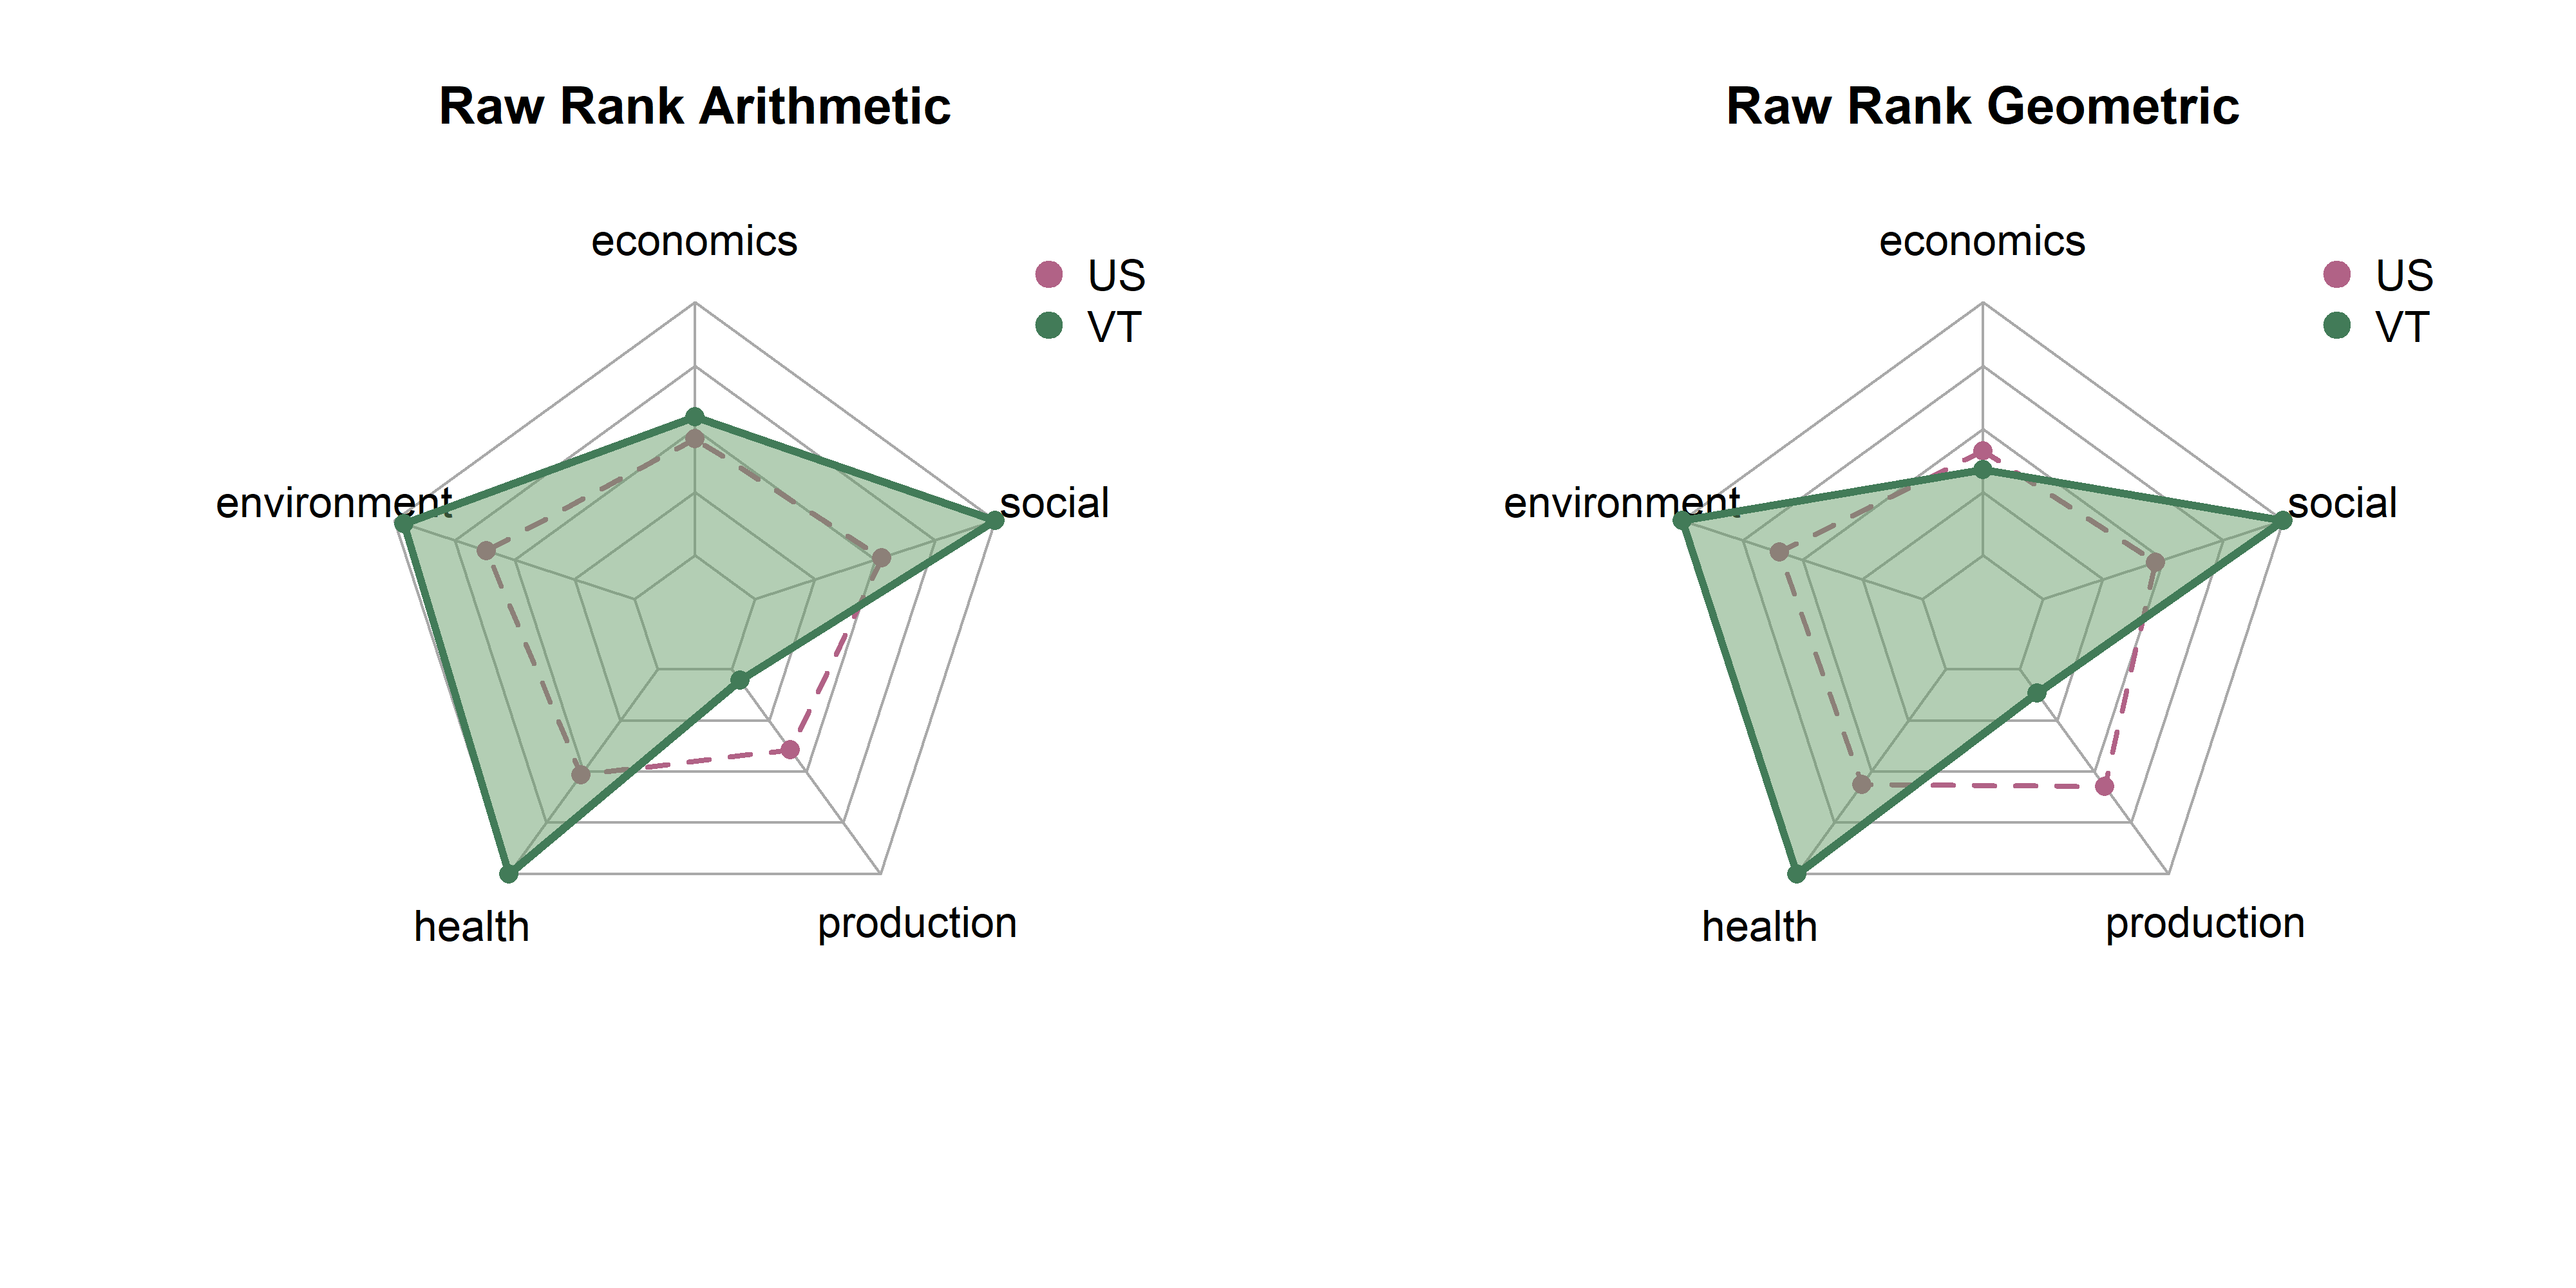 Raw Rank Arithmetic
economics
US
VT
environment
social
health
production
Raw Rank Geometric
economics
US
VT
environment
social
health
production